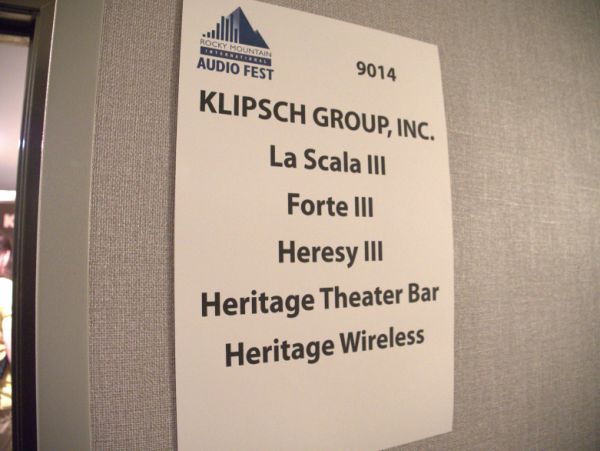 ROCKY MOUNTAIN
INTERNATIONAL
AUDIO FEST
9014
KLIPSCH GROUP, INC.
La Scala III
Forte III
Heresy III
Heritage Theater Bar
Heritage Wireless